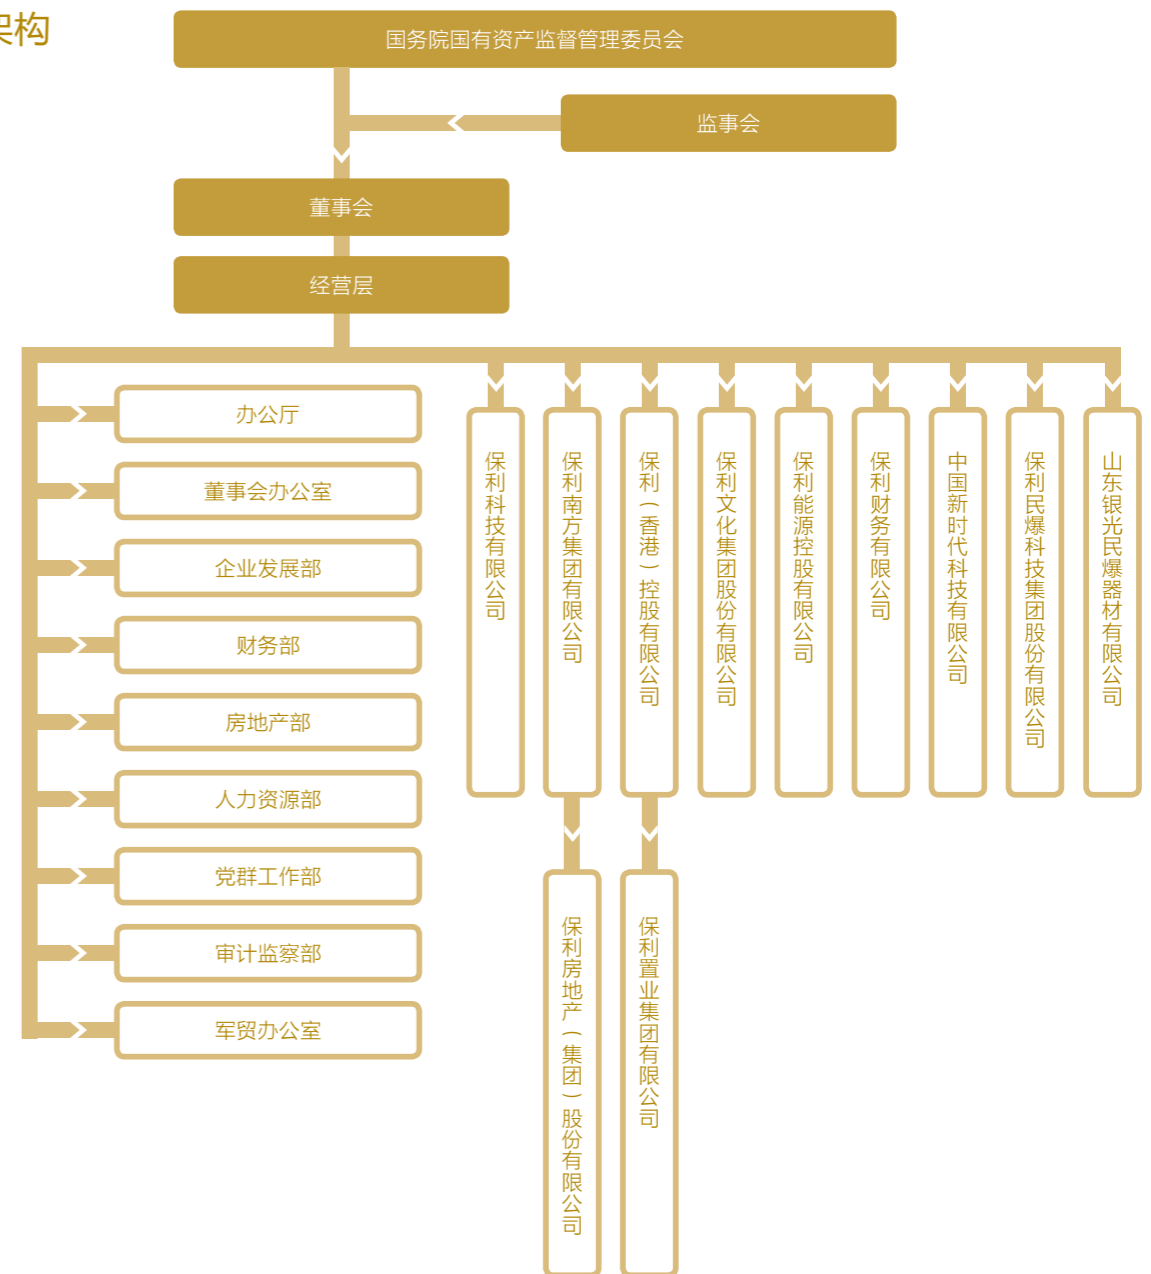 架构
国务院国有资产监督管理委员会
监事会
董事会
经营层
办公厅
董事会办公室
企业发展部
财务部
房地产部
人力资源部
党群工作部
审计监察部
军贸办公室
保利科技有限公司
保利南方集团有限公司
保利（香港）控股有限公司
保利文化集团股份有限公司
保利能源控股有限公司
保利财务有限公司
中国新时代科技有限公司
保利民爆科技集团股份有限公司
山东银光民爆器材有限公司
保利房地产（集团）股份有限公司
保利置业集团有限公司